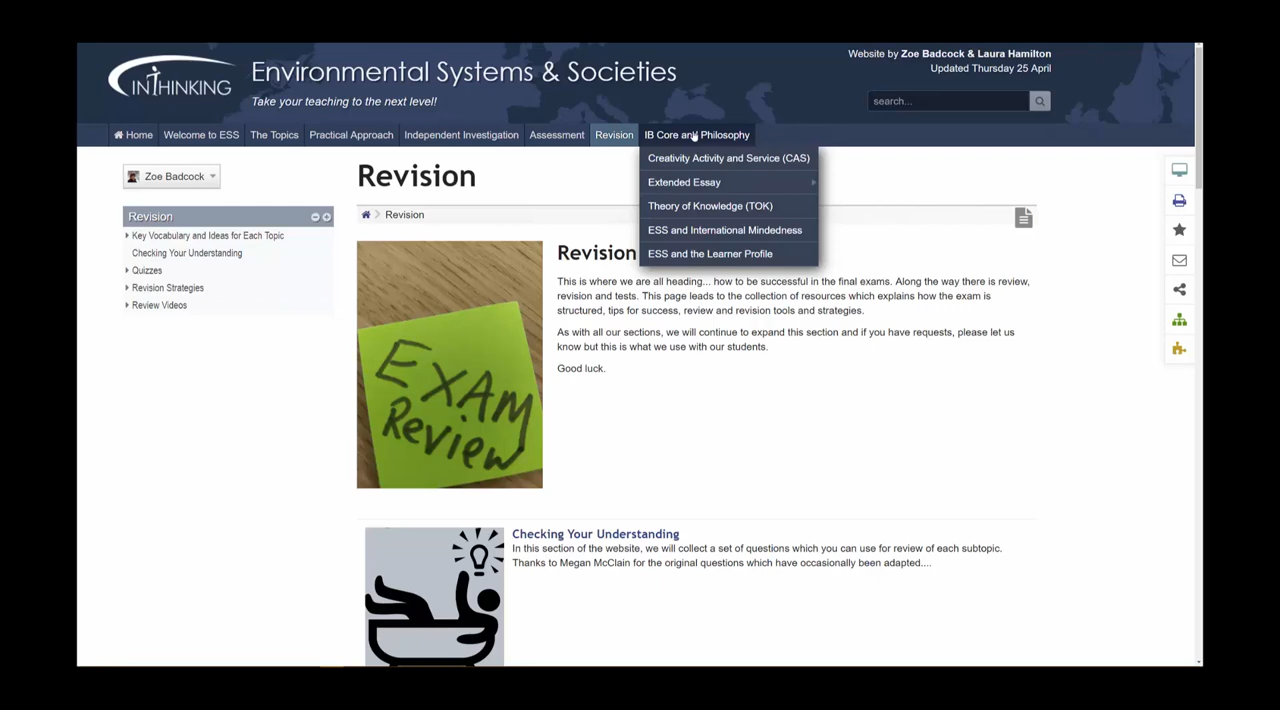 INTHINKING
Environmental Systems & Societies
Take your teaching to the next level!
Website by Zoe Badcock & Laura Hamilton
Updated Thursday 25 April
search...
Home
Welcome to ESS
The Topics
Practical Approach
Independent Investigation
Assessment
Revision
IB Core and Philosophy
Creativity Activity and Service (CAS)
Extended Essay
Theory of Knowledge (TOK)
ESS and International Mindedness
ESS and the Learner Profile
Zoe Badcock
Revision
Key Vocabulary and Ideas for Each Topic
Checking Your Understanding
Quizzes
Revision Strategies
Review Videos
Revision
Revision
EXAM
Review
Revision
This is where we are all heading... how to be successful in the final exams. Along the way there is review,
revision and tests. This page leads to the collection of resources which explains how the exam is
structured, tips for success, review and revision tools and strategies.
As with all our sections, we will continue to expand this section and if you have requests, please let us
know but this is what we use with our students.
Good luck.
Checking Your Understanding
In this section of the website, we will collect a set of questions which you can use for review of each subtopic.
Thanks to Megan McClain for the original questions which have occasionally been adapted....